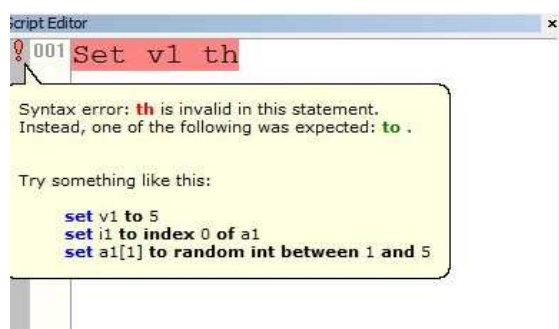 Script Editor
x
001 Set v1 th
Syntax error: th is invalid in this statement.
Instead, one of the following was expected: to .
Try something like this:
set v1 to 5
set i1 to index 0 of a1
set a1[1] to random int between 1 and 5